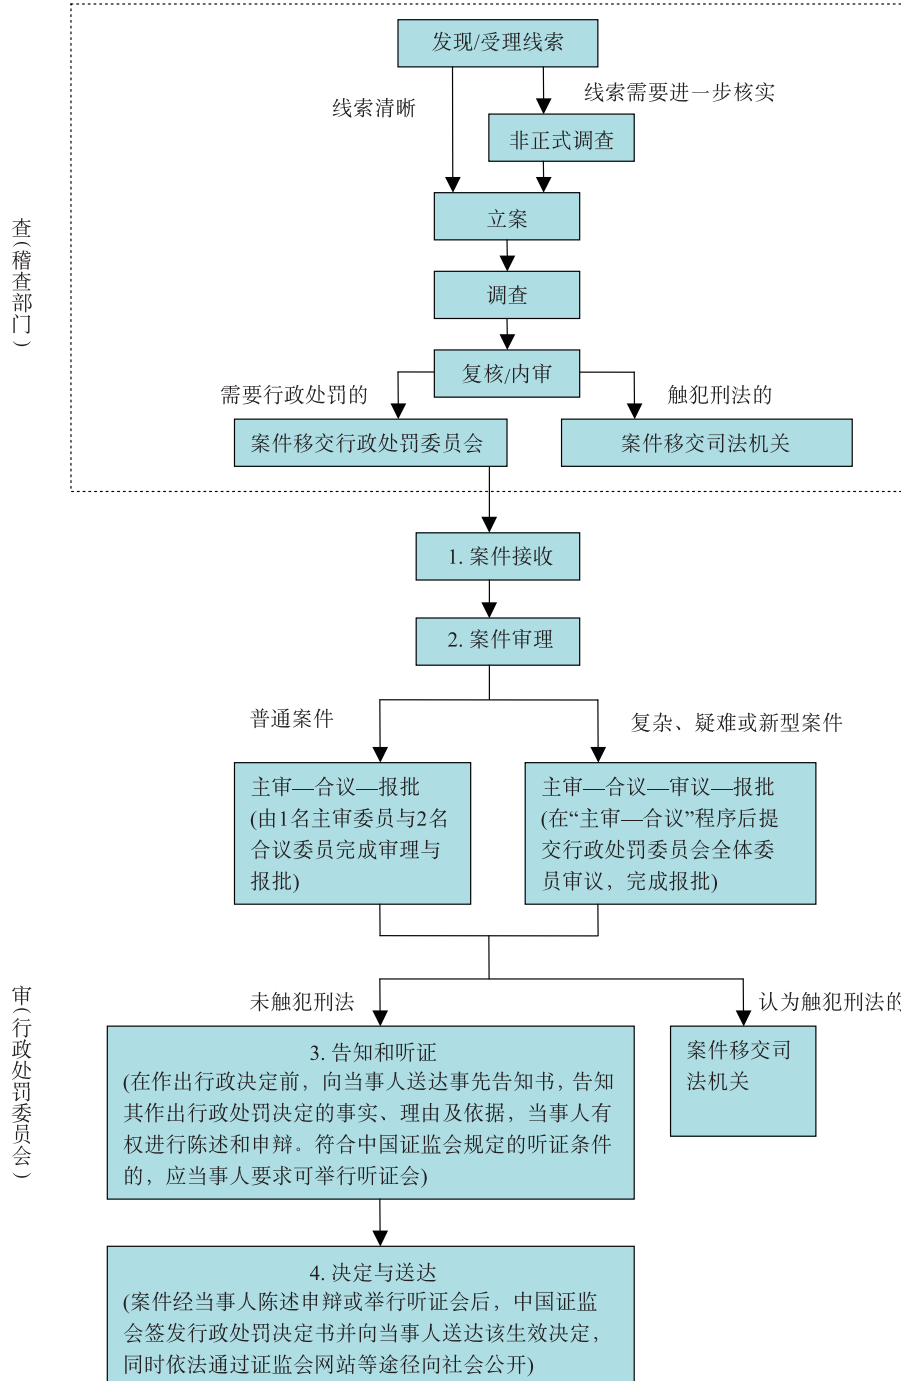 发现/受理线索
线索清晰
线索需要进一步核实
非正式调查
立案
调查
复核/内审
需要行政处罚的
触犯刑法的
案件移交行政处罚委员会
案件移交司法机关
查(稽查部门)
1. 案件接收
2. 案件审理
普通案件
复杂、疑难或新型案件
主审—合议—报批
(由1名主审委员与2名
合议委员完成审理与
报批)
主审—合议—审议—报批
(在“主审—合议”程序后提
交行政处罚委员会全体委
员审议，完成报批)
未触犯刑法
认为触犯刑法的
审(行政处罚委员会)
3. 告知和听证
(在作出行政决定前，向当事人送达事先告知书，告知
其作出行政处罚决定的事实、理由及依据，当事人有
权进行陈述和申辩。符合中国证监会规定的听证条件
的，应当事人要求可举行听证会)
案件移交司
法机关
4. 决定与送达
(案件经当事人陈述申辩或举行听证会后，中国证监
会签发行政处罚决定书并向当事人送达该生效决定，
同时依法通过证监会网站等途径向社会公开)